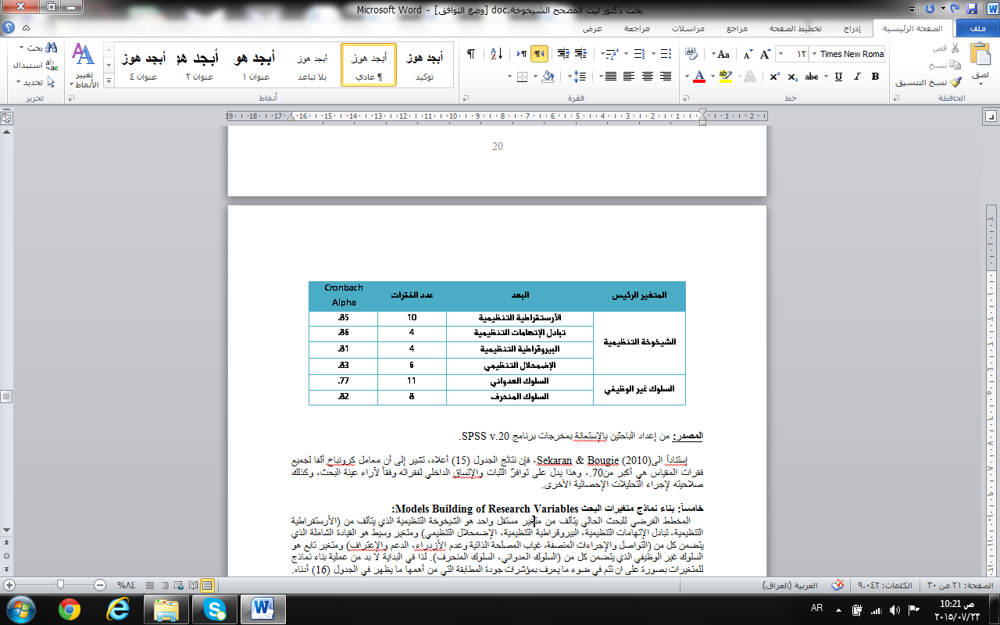 بحث دكتور ليث المصحح الشيخوخة.doc [وضع التوافق] - Microsoft Word
ملف
الصفحة الرئيسية
إدراج
تخطيط الصفحة
مراجع
مراسلات
مراجعة
عرض
لصق
قص
نسخ
نسخ التنسيق
الحافظة
Times New Roma
١٢
Aa
B I U abc x₂ x²
خط
فقرة
أبجد هوز أبجد هوز أبجد هوز أبجد هو أبجد هو أبجد هوز
توكيد ¶ عادي بلا تباعد عنوان ١ عنوان ٢ عنوان ٤
أنماط
تغيير
الأنماط
بحث
استبدال
تحديد
تحرير
2 1 1 2 3 4 5 6 7 8 9 10 11 12 13 14 15 16 17 18 19
20
المتغير الرئيس البعد عدد الفقرات Cronbach
Alpha
الشيخوخة التنظيمية
الأرستقراطية التنظيمية 10 .85
تبادل الإتهامات التنظيمية 4 .86
البيروقراطية التنظيمية 4 .81
الإضمحلال التنظيمي 6 .83
السلوك غير الوظيفي
السلوك العدواني 11 .77
السلوك المنحرف 8 .82
المصدر: من إعداد الباحثين بالإستعانة بمخرجات برنامج SPSS v.20.
إستناداً الى Sekaran & Bougie (2010)، فإن نتائج الجدول (15) أعلاه، تشير إلى أن معامل كرونباخ ألفا لجميع
فقرات المقياس هي أكبر من 70.، وهذا يدل على توافر الثبات والإتساق الداخلي لفقراته وفقاً لآراء عينة البحث، وكذلك
صلاحيته لإجراء التحليلات الإحصائية الأخرى.
خامساً: بناء نماذج متغيرات البحث Models Building of Research Variables:
المخطط الفرضي للبحث الحالي يتألف من متغير مستقل واحد هو الشيخوخة التنظيمية الذي يتألف من (الأرستقراطية
التنظيمية، تبادل الإتهامات التنظيمية، البيروقراطية التنظيمية، الإضمحلال التنظيمي) ومتغير وسيط هو القيادة الشاملة الذي
يتضمن كل من (التواصل والإجراءات المنصفة، غياب المصلحة الذاتية وعدم الأزدراء، الدعم والإعتراف) ومتغير تابع هو
السلوك غير الوظيفي الذي يتضمن كل من (السلوك العدواني، السلوك المنحرف). لذا في البداية لا بد من عملية بناء نماذج
للمتغيرات بصورة على ان تتم في ضوء ما يعرف بمؤشرات جودة المطابقة التي من أهمها ما يظهر في الجدول (16) أدناه.
الصفحة: ٢١ من ٣٠
الكلمات: ٩،٠٤٢
العربية (العراق)
٨٤%
AR
10:21 ص
٢٠١٥/٠٧/٢٣